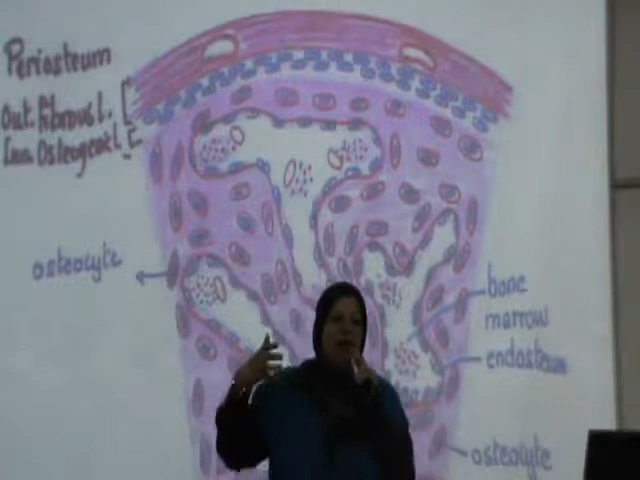 Periosteum
Out. Fibrous l.
Inn. Osteogenic l.
osteocyte
bone
marrow
endosteum
osteocyte